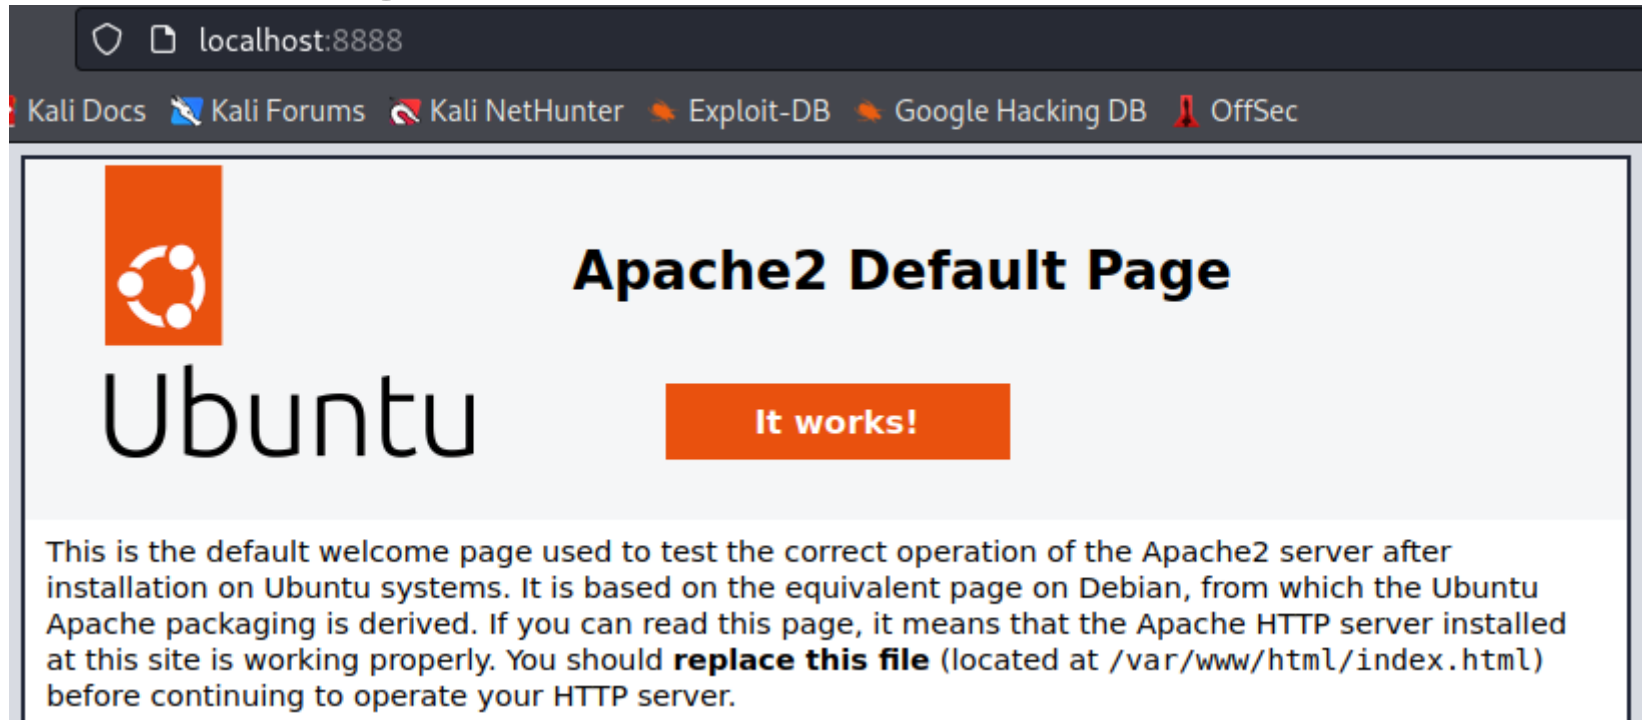 localhost:8888
Kali Docs Kali Forums Kali NetHunter Exploit-DB Google Hacking DB OffSec
Apache2 Default Page
Ubuntu
It works!
This is the default welcome page used to test the correct operation of the Apache2 server after
installation on Ubuntu systems. It is based on the equivalent page on Debian, from which the Ubuntu
Apache packaging is derived. If you can read this page, it means that the Apache HTTP server installed
at this site is working properly. You should replace this file (located at /var/www/html/index.html)
before continuing to operate your HTTP server.